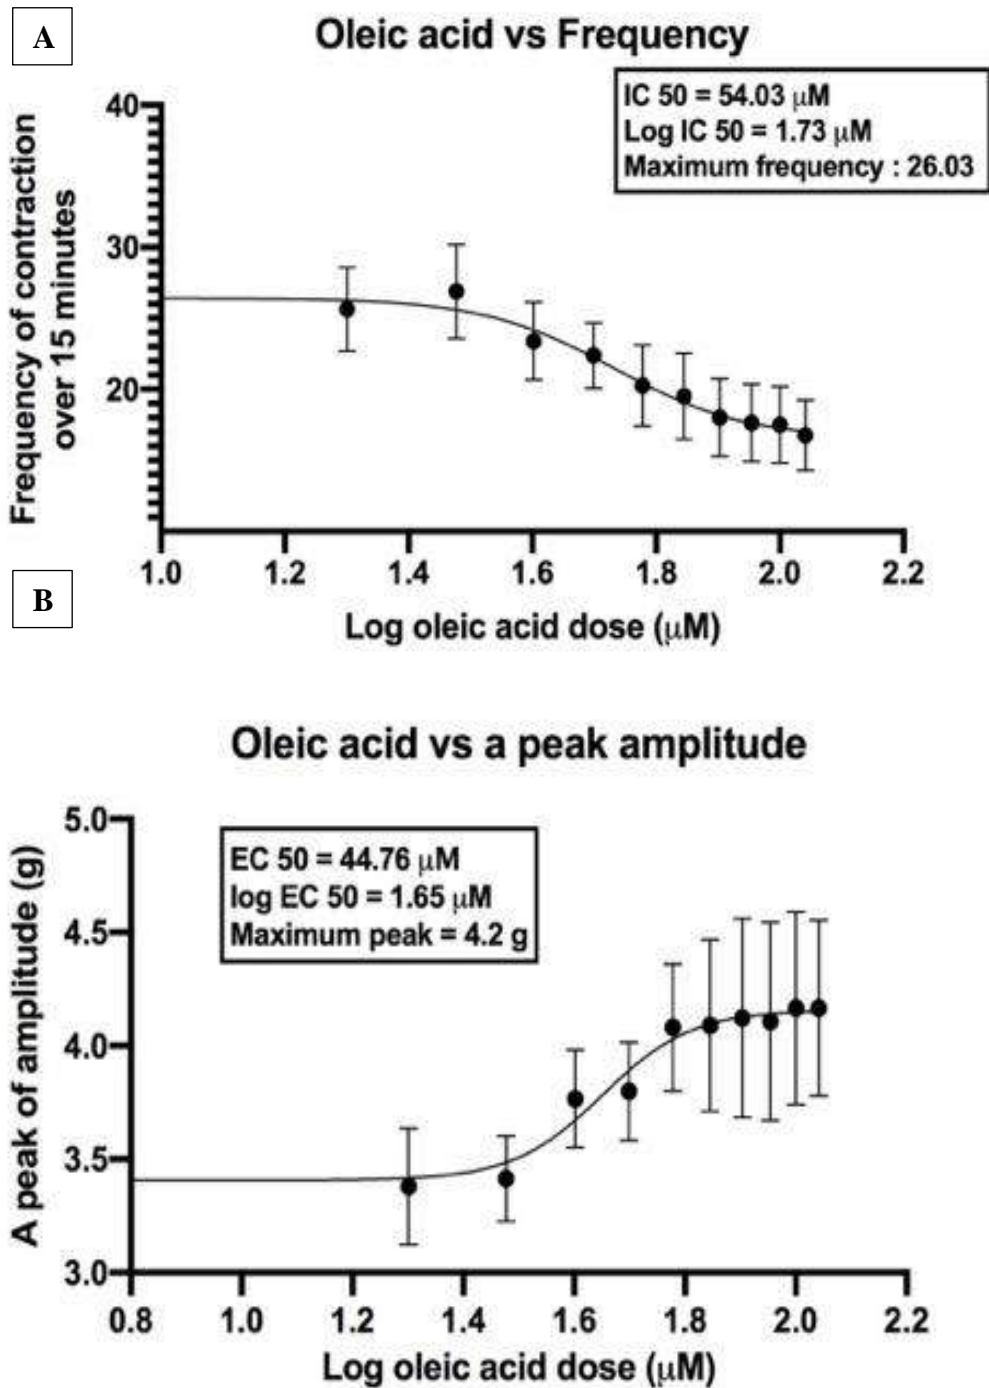 A
Oleic acid vs Frequency
IC 50 = 54.03 μM
Log IC 50 = 1.73 μM
Maximum frequency : 26.03
Frequency of contraction
over 15 minutes
40
30
20
1.0 1.2 1.4 1.6 1.8 2.0 2.2
Log oleic acid dose (μM)
B
Oleic acid vs a peak amplitude
EC 50 = 44.76 μM
log EC 50 = 1.65 μM
Maximum peak = 4.2 g
A peak of amplitude (g)
5.0
4.5
4.0
3.5
3.0
0.8 1.0 1.2 1.4 1.6 1.8 2.0 2.2
Log oleic acid dose (μM)